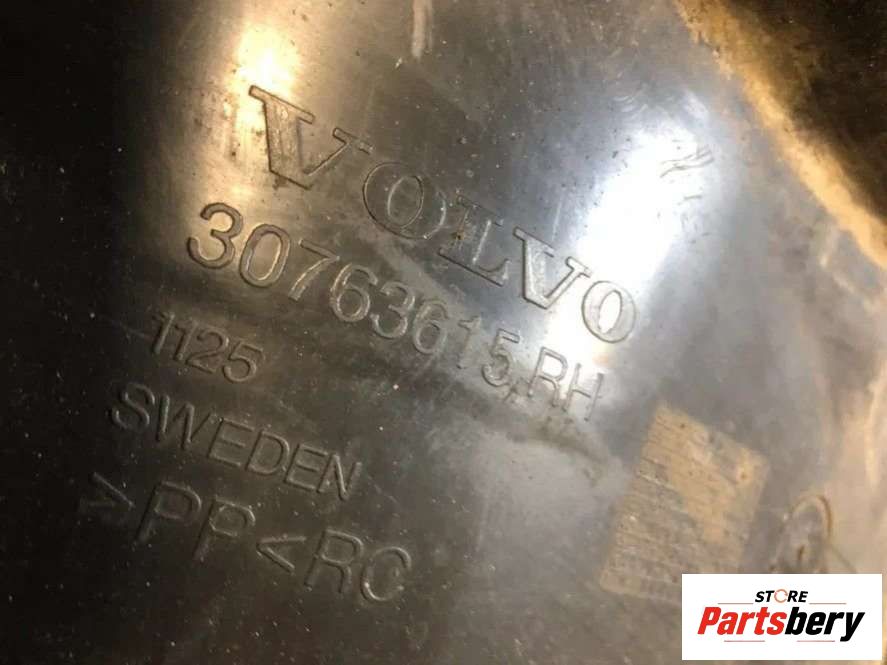 VOLVO
30763615,RH
1125
SWEDEN
>PP<RC
STORE
Partsbery